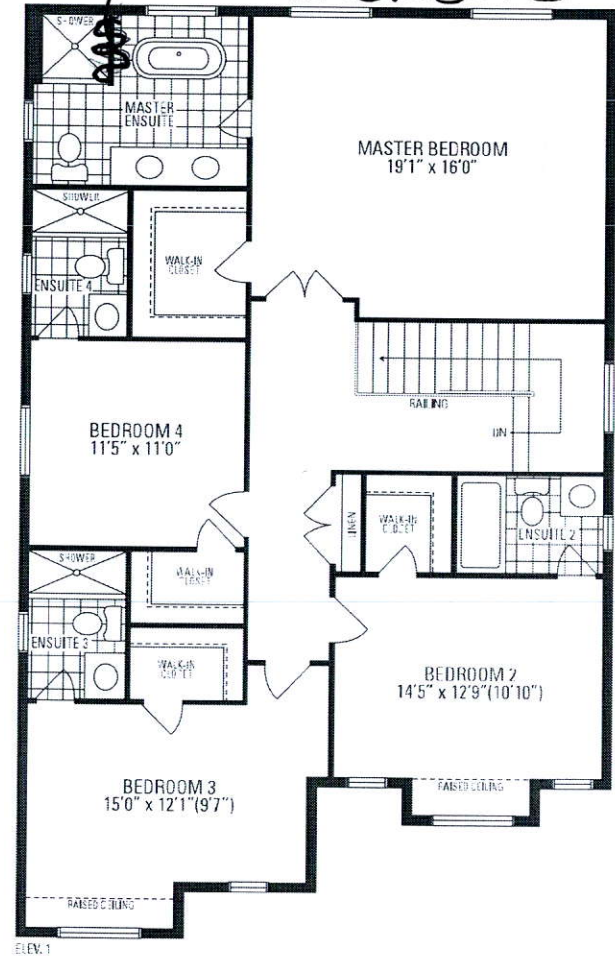 SHOWER
MASTER
ENSUITE
MASTER BEDROOM
19'1" x 16'0"
SHOWER
WALK-IN
CLOSET
ENSUITE 4
RAILING
DN
BEDROOM 4
11'5" x 11'0"
LINEN
WALK-IN
CLOSET
ENSUITE 2
SHOWER
WALK-IN
CLOSET
ENSUITE 3
WALK-IN
CLOSET
BEDROOM 2
14'5" x 12'9"(10'10")
BEDROOM 3
15'0" x 12'1"(9'7")
RAISED CEILING
RAISED CEILING
ELEV. 1